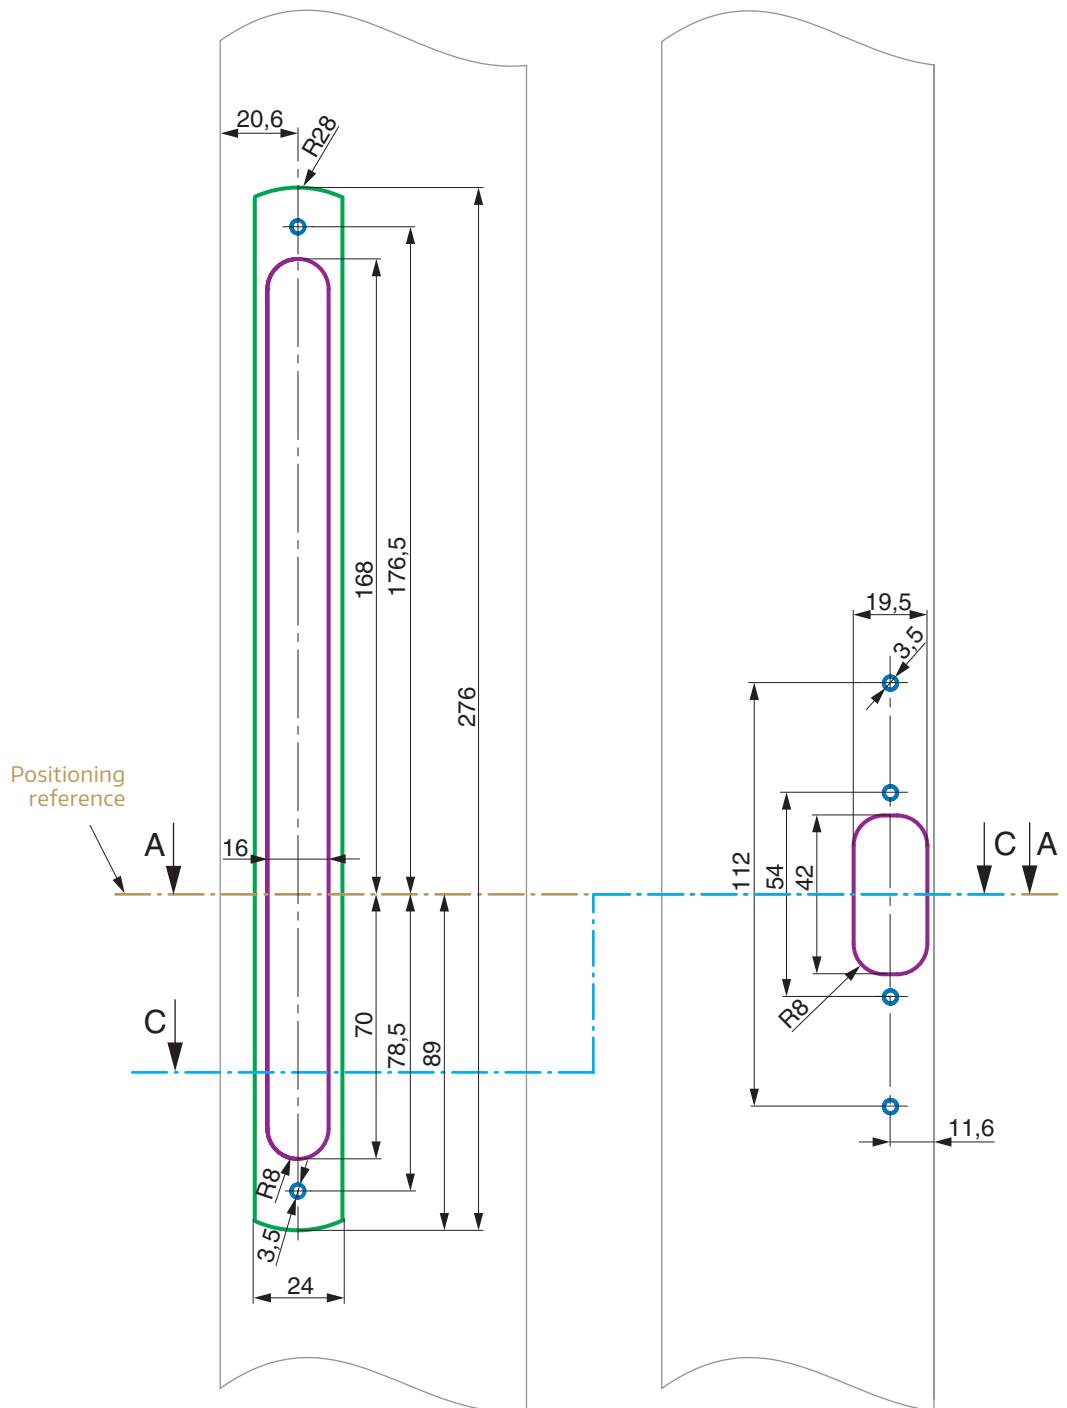 20,6
R28
168
176,5
276
19,5
3,5
Positioning
reference
A
16
C
A
112
54
42
C
70
78,5
89
R8
11,6
R8
3,5
24